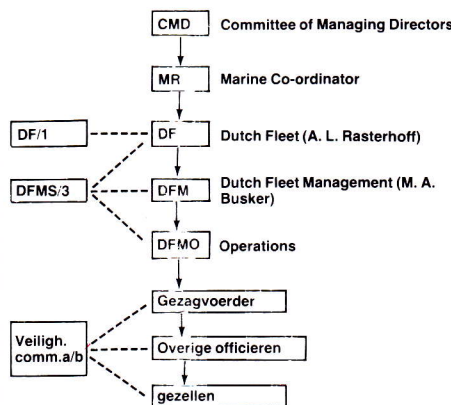 CMD Committee of Managing Directors
MR Marine Co-ordinator
DF/1 DF Dutch Fleet (A. L. Rasterhoff)
DFMS/3 DFM Dutch Fleet Management (M. A.
Busker)
DFMO Operations
Gezagvoerder
Veiligh.
comm.a/b
Overige officieren
gezellen